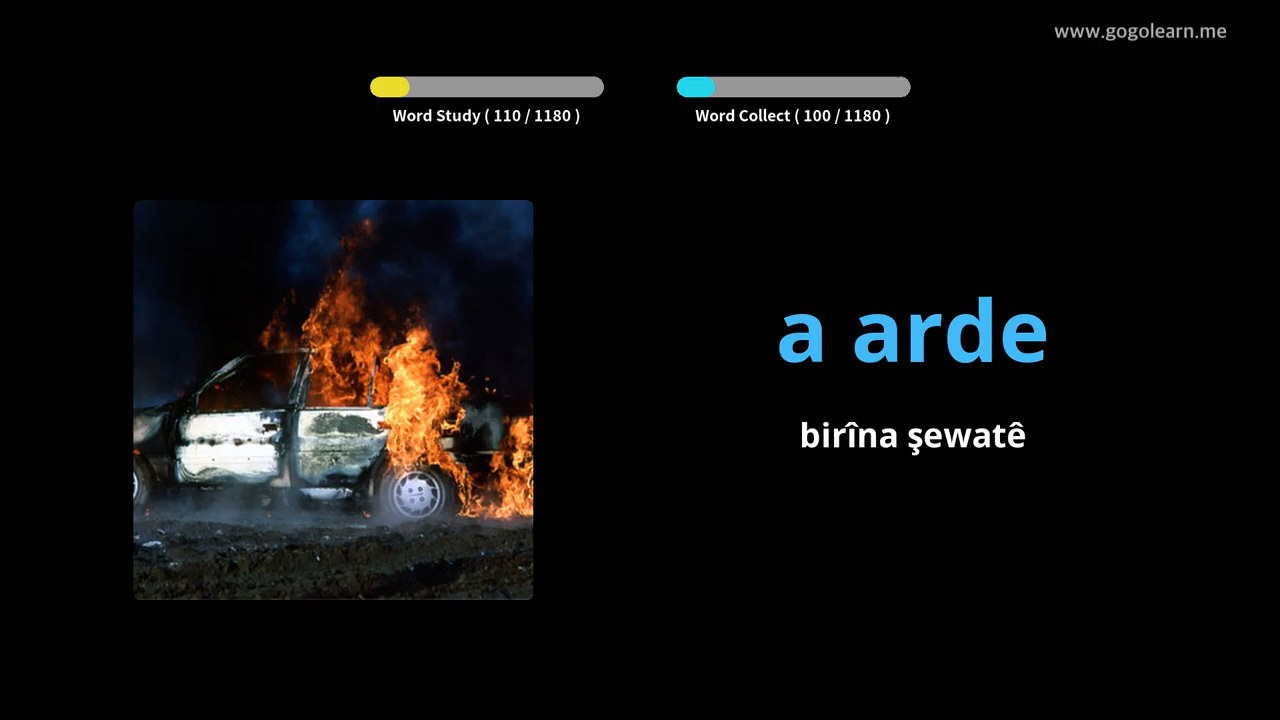 www.gogolearn.me
Word Study ( 110 / 1180 )
Word Collect ( 100 / 1180 )
a arde
birîna şewatê